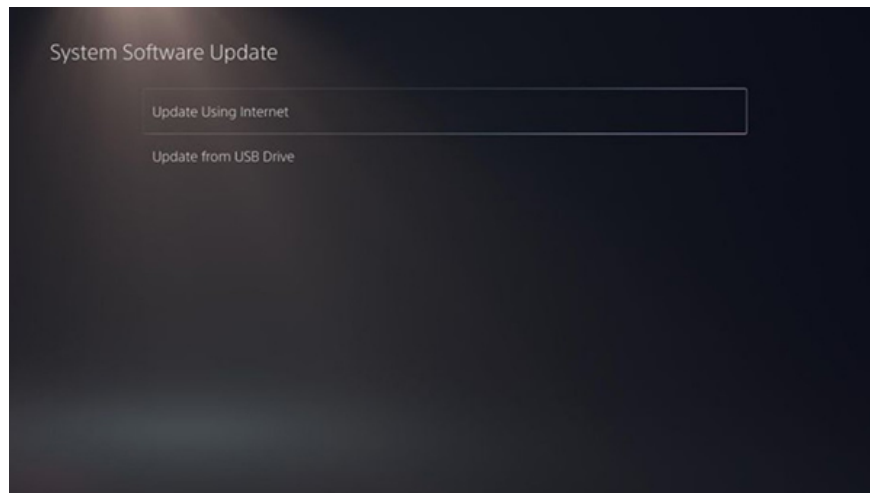 System Software Update
Update Using Internet
Update from USB Drive